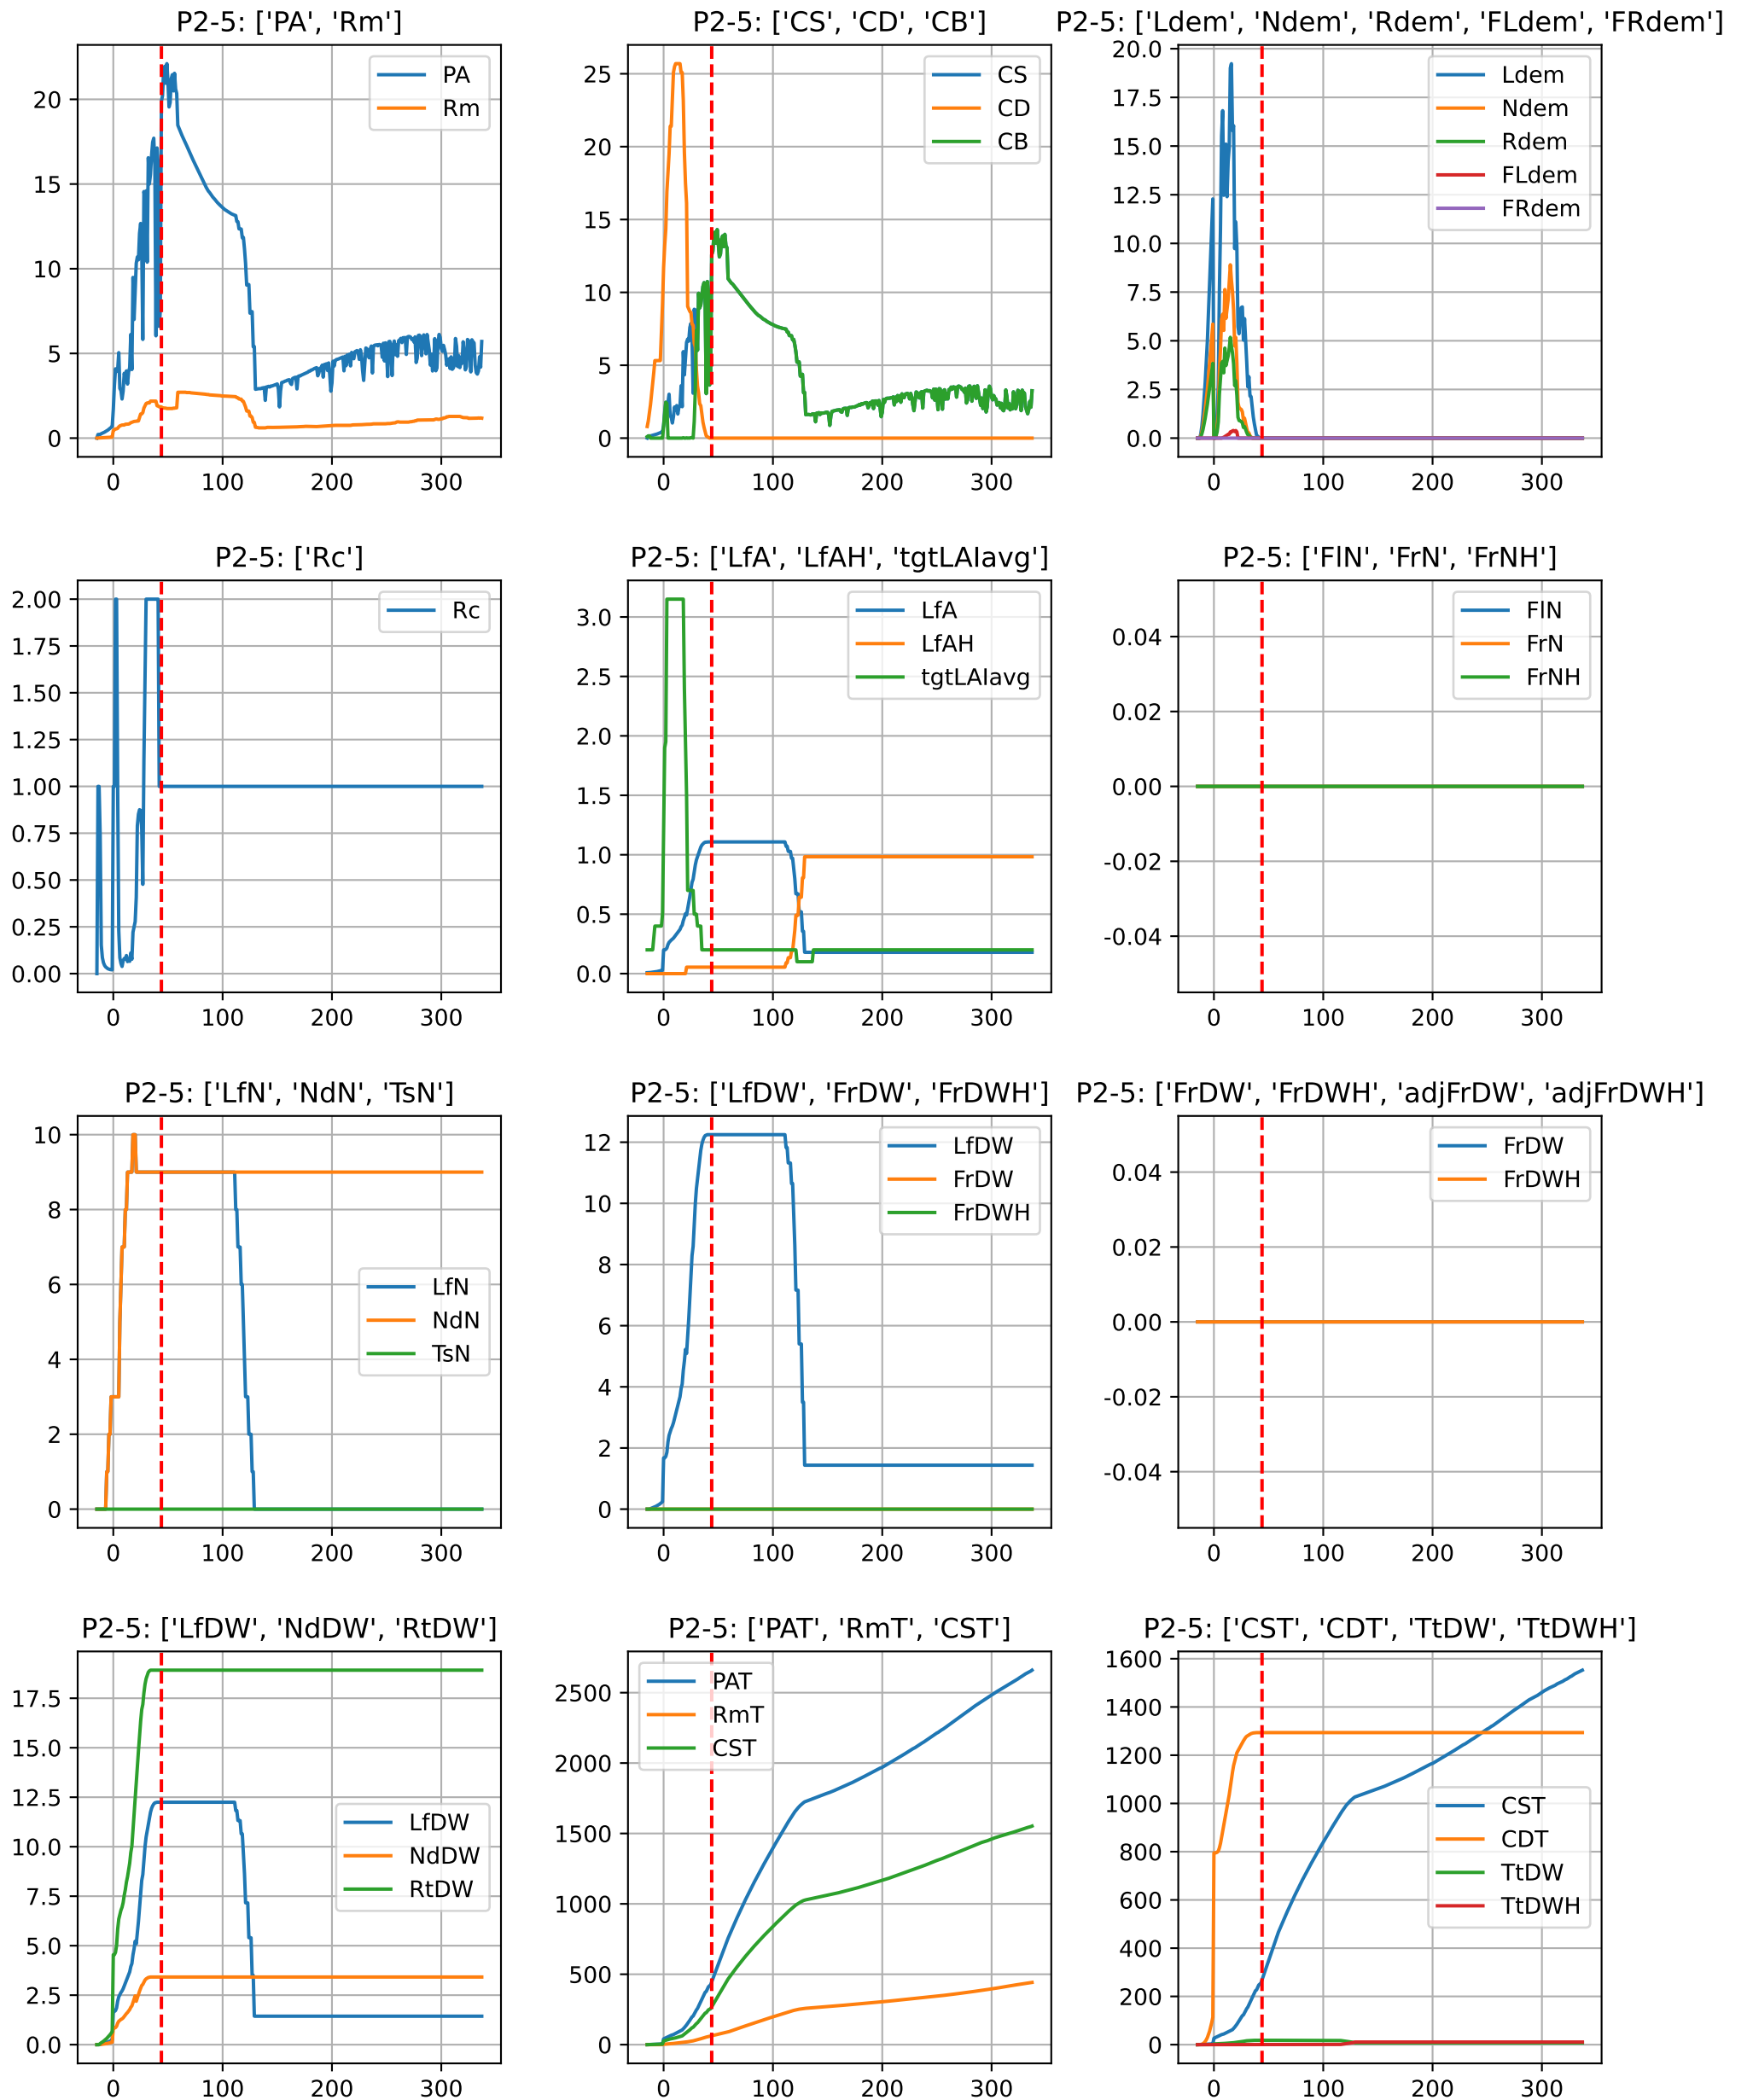 P2-5: ['PA', 'Rm']
20
15
10
5
0
PA
Rm
0 100 200 300
P2-5: ['CS', 'CD', 'CB']
25
20
15
10
5
0
CS
CD
CB
0 100 200 300
P2-5: ['Ldem', 'Ndem', 'Rdem', 'FLdem', 'FRdem']
20.0
17.5
15.0
12.5
10.0
7.5
5.0
2.5
0.0
Ldem
Ndem
Rdem
FLdem
FRdem
0 100 200 300
P2-5: ['Rc']
2.00
1.75
1.50
1.25
1.00
0.75
0.50
0.25
0.00
Rc
0 100 200 300
P2-5: ['LfA', 'LfAH', 'tgtLAIavg']
3.0
2.5
2.0
1.5
1.0
0.5
0.0
LfA
LfAH
tgtLAIavg
0 100 200 300
P2-5: ['FlN', 'FrN', 'FrNH']
0.04
0.02
0.00
-0.02
-0.04
FlN
FrN
FrNH
0 100 200 300
P2-5: ['LfN', 'NdN', 'TsN']
10
8
6
4
2
0
LfN
NdN
TsN
0 100 200 300
P2-5: ['LfDW', 'FrDW', 'FrDWH']
12
10
8
6
4
2
0
LfDW
FrDW
FrDWH
0 100 200 300
P2-5: ['FrDW', 'FrDWH', 'adjFrDW', 'adjFrDWH']
0.04
0.02
0.00
-0.02
-0.04
FrDW
FrDWH
0 100 200 300
P2-5: ['LfDW', 'NdDW', 'RtDW']
17.5
15.0
12.5
10.0
7.5
5.0
2.5
0.0
LfDW
NdDW
RtDW
0 100 200 300
P2-5: ['PAT', 'RmT', 'CST']
2500
2000
1500
1000
500
0
PAT
RmT
CST
0 100 200 300
P2-5: ['CST', 'CDT', 'TtDW', 'TtDWH']
1600
1400
1200
1000
800
600
400
200
0
CST
CDT
TtDW
TtDWH
0 100 200 300